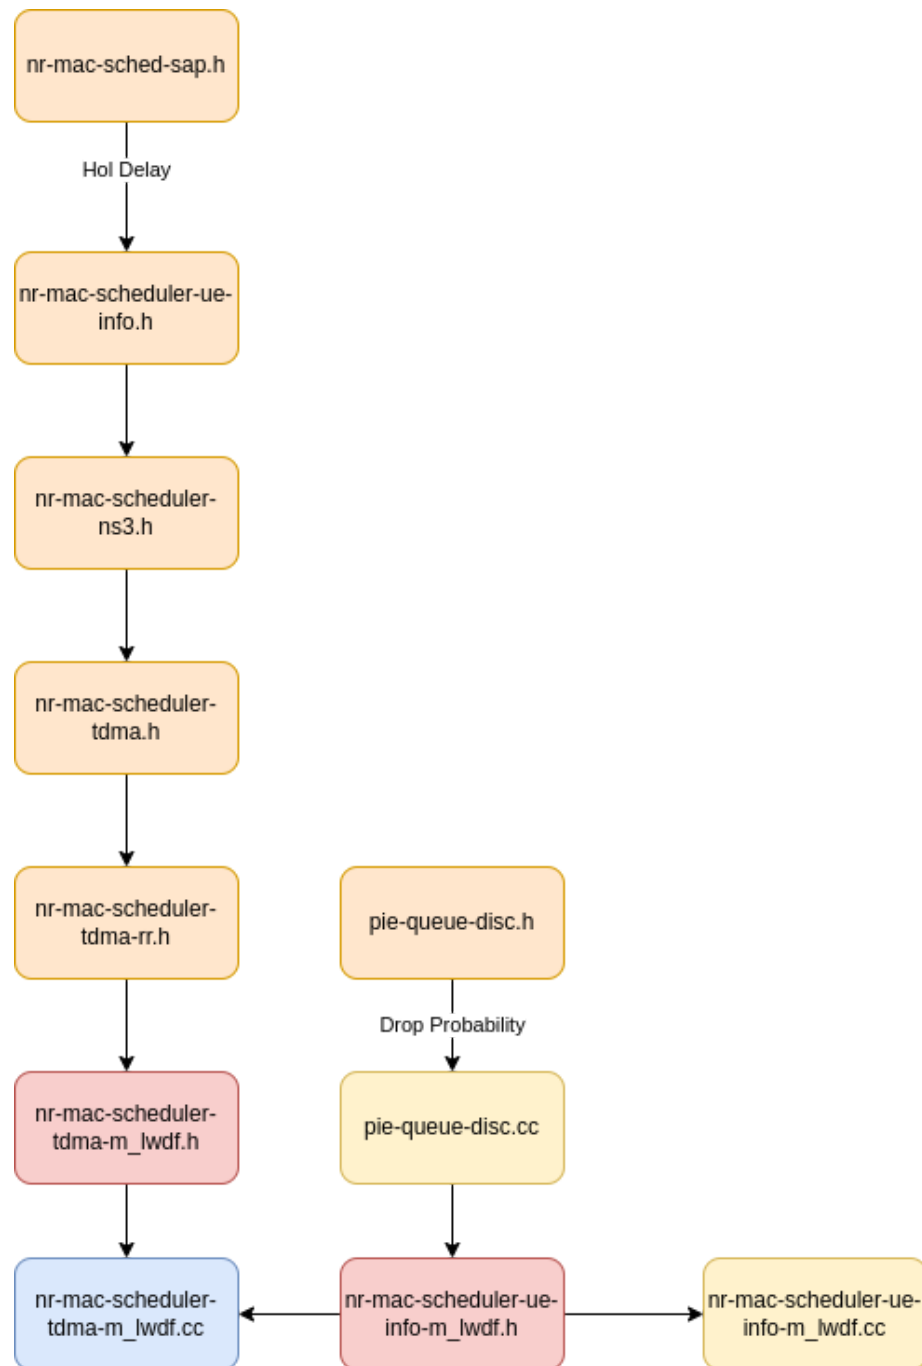 nr-mac-sched-sap.h
Hol Delay
nr-mac-scheduler-ue-
info.h
nr-mac-scheduler-
ns3.h
nr-mac-scheduler-
tdma.h
nr-mac-scheduler-
tdma-rr.h
pie-queue-disc.h
Drop Probability
nr-mac-scheduler-
tdma-m_lwdf.h
pie-queue-disc.cc
nr-mac-scheduler-
tdma-m_lwdf.cc
nr-mac-scheduler-ue-
info-m_lwdf.h
nr-mac-scheduler-ue-
info-m_lwdf.cc